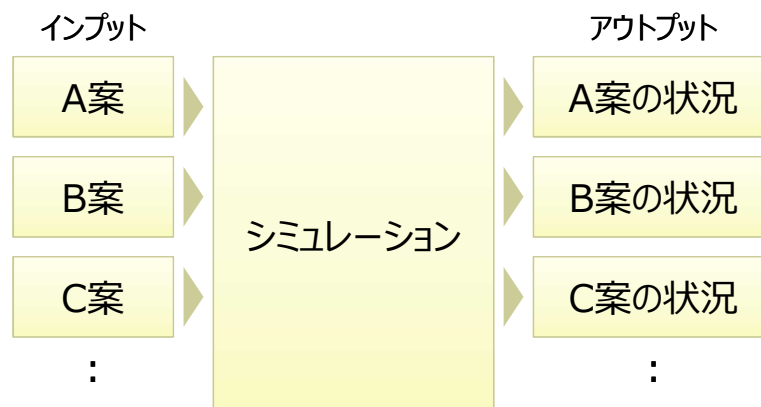 インプット
アウトプット
A案
A案の状況
B案
B案の状況
シミュレーション
C案
C案の状況
:
: